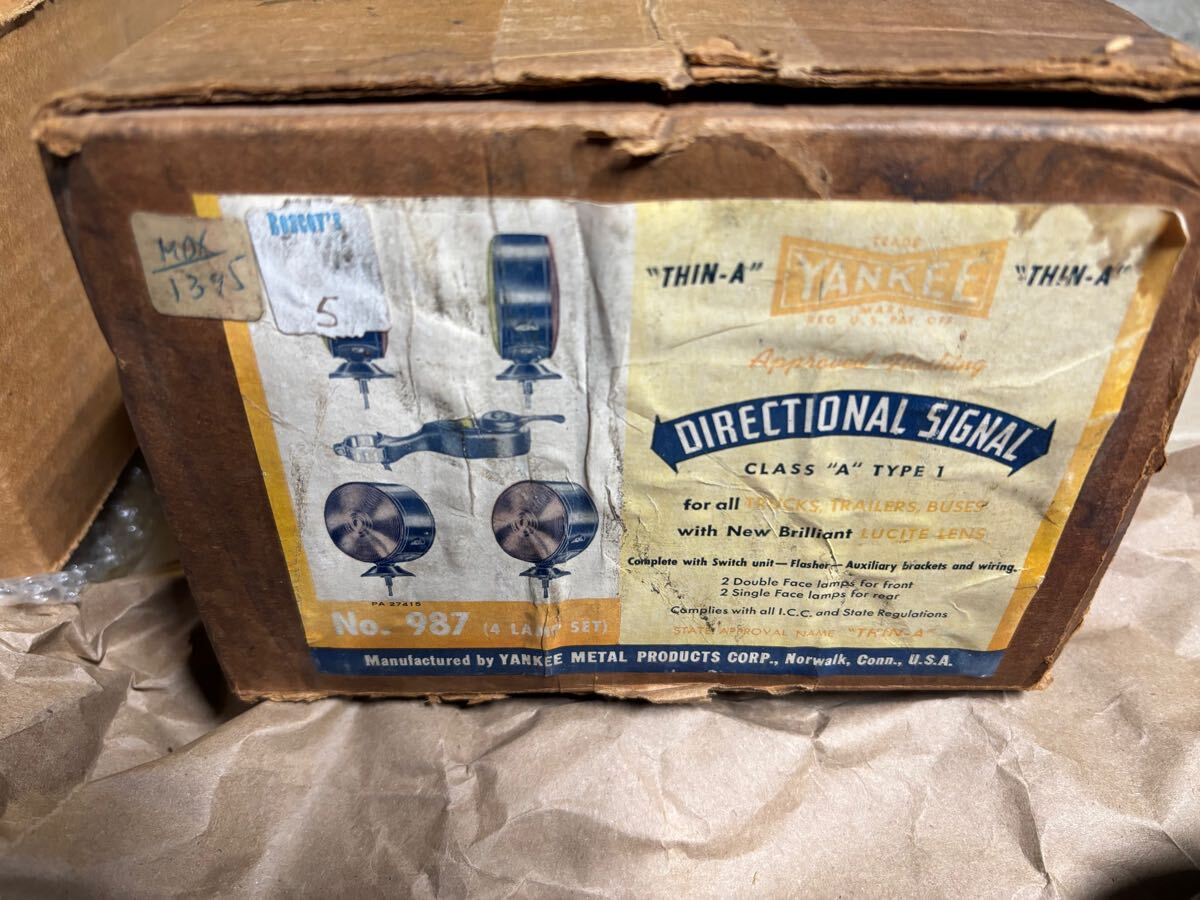 MDK
1395
5
TRADE
YANKEE
MARK
REG U.S. PAT. OFF.
"THIN-A"
"THIN-A"
Approved Flashing
DIRECTIONAL SIGNAL
CLASS "A" TYPE 1
for all TRUCKS, TRAILERS, BUSES
with New Brilliant LUCITE LENS
Complete with Switch unit — Flasher — Auxiliary brackets and wiring.
2 Double Face lamps for front
2 Single Face lamps for rear
Complies with all I.C.C. and State Regulations
STATE APPROVAL NAME "THIN-A"
PA 27415
No. 987 (4 LAMP SET)
Manufactured by YANKEE METAL PRODUCTS CORP., Norwalk, Conn., U.S.A.